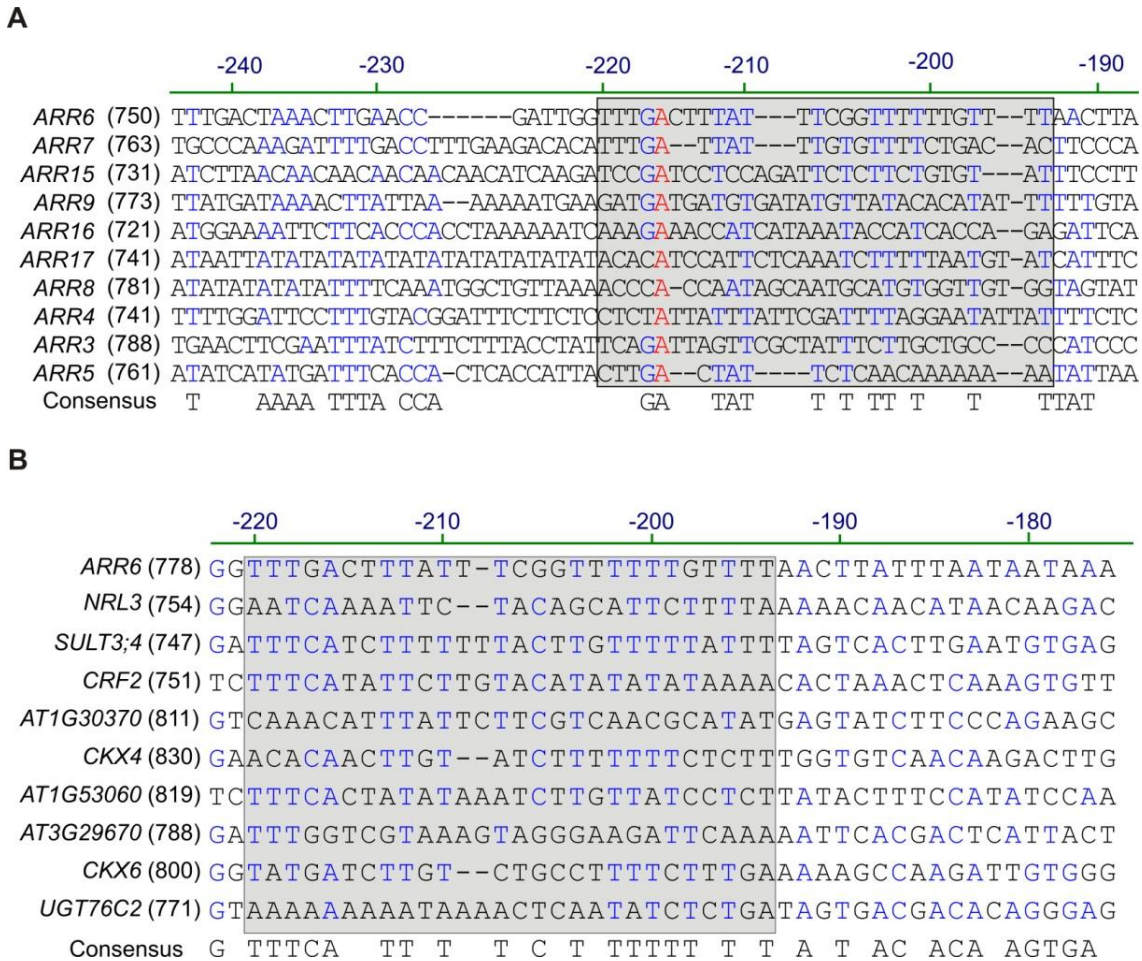 A
-240 -230 -220 -210 -200 -190
ARR6 (750) TTTGACTAAACTTGAACC------GATTGGTTTGACTTTAT---TTCGGTTTTTTGTT--TTAACTTA
ARR7 (763) TGCCCAAAGATTTTGACCTTTGAAGACACATTTGA--TTAT---TTGTGTTTTCTGAC--ACTTCCCA
ARR15 (731) ATCTTAACAACAACAACAACAACATCAAGATCCGATCCTCCAGATTCTCTTCTGTGT---ATTTCCTT
ARR9 (773) TTATGATAAAACTTATTAA--AAAAATGAAGATGATGATGTGATATGTTATACACATAT-TTTTTGTA
ARR16 (721) ATGGAAAATTCTTCACCCACCTAAAAAATCAAAGAAACCATCATAAATACCATCACCA--GAGATTCA
ARR17 (741) ATAATTATATATATATATATATATATATATACACATCCATTCTCAAATCTTTTTAATGT-ATCATTTC
ARR8 (781) ATATATATATATTTTCAAATGGCTGTTAAAACCCA-CCAATAGCAATGCATGTGGTTGT-GGTAGTAT
ARR4 (741) TTTTGGATTCCTTTGTACGGATTTCTTCTCCTCTATTATTTATTCGATTTTAGGAATATTATTTTCTC
ARR3 (788) TGAACTTCGAATTTATCTTTCTTTACCTATTCAGATTAGTTCGCTATTTCTTGCTGCC--CCCATCCC
ARR5 (761) ATATCATATGATTTCACCA-CTCACCATTACTTGA--CTAT-----TCTCAACAAAAAA--AATATTAA
Consensus T AAAA TTTA CCA GA TAT T T TT T T TTAT
B
-220 -210 -200 -190 -180
ARR6 (778) GGTTTGACTTTATT-TCGGTTTTTTGTTTTAACTTATTTAATAATAAA
NRL3 (754) GGAATCAAAATTC--TACAGCATTCTTTTAAAAACAACATAACAAGAC
SULT3;4 (747) GATTTCATCTTTTTTTACTTGTTTTTATTTTAGTCACTTGAATGTGAG
CRF2 (751) TCTTTCATATTCTTGTACATATATATAAAACACTAAACTCAAAGTGTT
AT1G30370 (811) GTCAAACATTTATTCTTCGTCAACGCATATGAGTATCTTCCCAGAAGC
CKX4 (830) GAACACAACTTGT--ATCTTTTTTTCTCTTTGGTGTCAACAAGACTTG
AT1G53060 (819) TCTTTCACTATATAAATCTTGTTATCCTCTTATACTTTCCATATCCAA
AT3G29670 (788) GATTTGGTCGTAAAGTAGGGAAGATTCAAAAATTCACGACTCATTACT
CKX6 (800) GGTATGATCTTGT--CTGCCTTTTCTTTGAAAAAGCCAAGATTGTGGG
UGT76C2 (771) GTAAAAAAAAATAAAACTCAATATCTCTGATAGTGACGACACAGGGAG
Consensus G TTTCA TT T T C T TTTTT T T A T AC ACA AGTGA